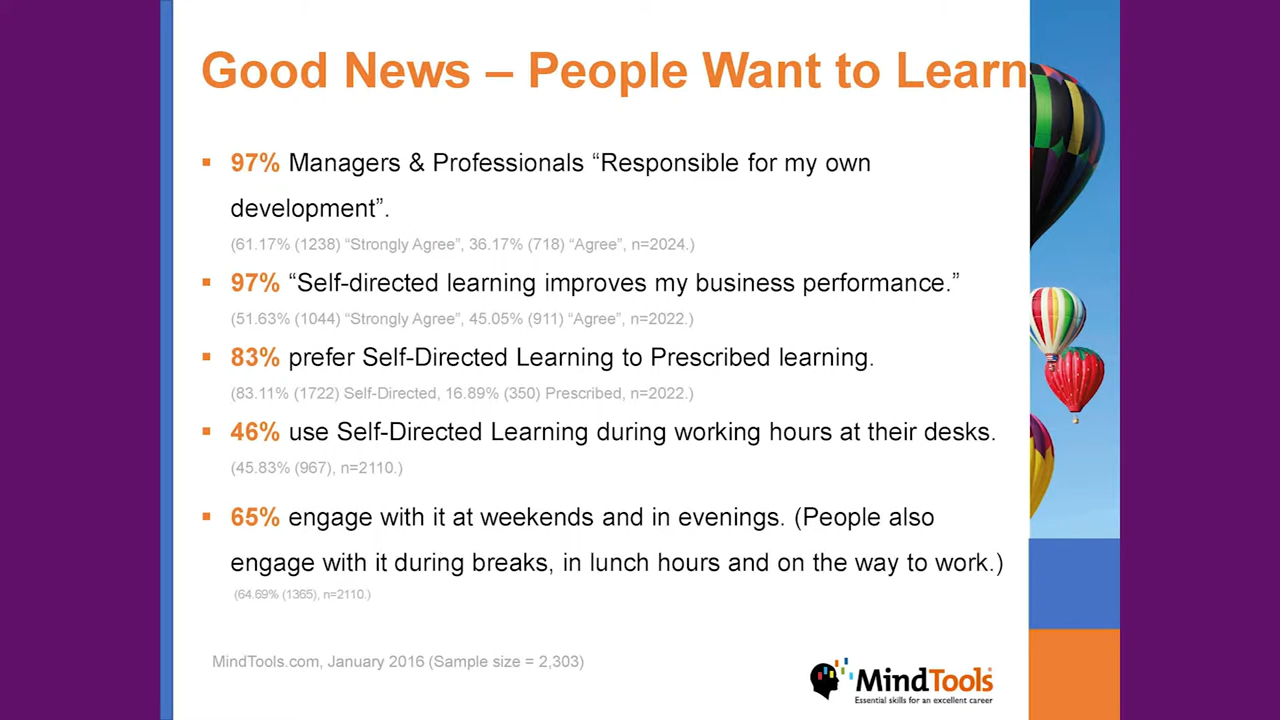 Good News – People Want to Learn
▪ 97% Managers & Professionals “Responsible for my own
development”.
(61.17% (1238) “Strongly Agree”, 36.17% (718) “Agree”, n=2024.)
▪ 97% “Self-directed learning improves my business performance.”
(51.63% (1044) “Strongly Agree”, 45.05% (911) “Agree”, n=2022.)
▪ 83% prefer Self-Directed Learning to Prescribed learning.
(83.11% (1722) Self-Directed, 16.89% (350) Prescribed, n=2022.)
▪ 46% use Self-Directed Learning during working hours at their desks.
(45.83% (967), n=2110.)
▪ 65% engage with it at weekends and in evenings. (People also
engage with it during breaks, in lunch hours and on the way to work.)
(64.69% (1365), n=2110.)
MindTools.com, January 2016 (Sample size = 2,303)
MindTools
Essential skills for an excellent career